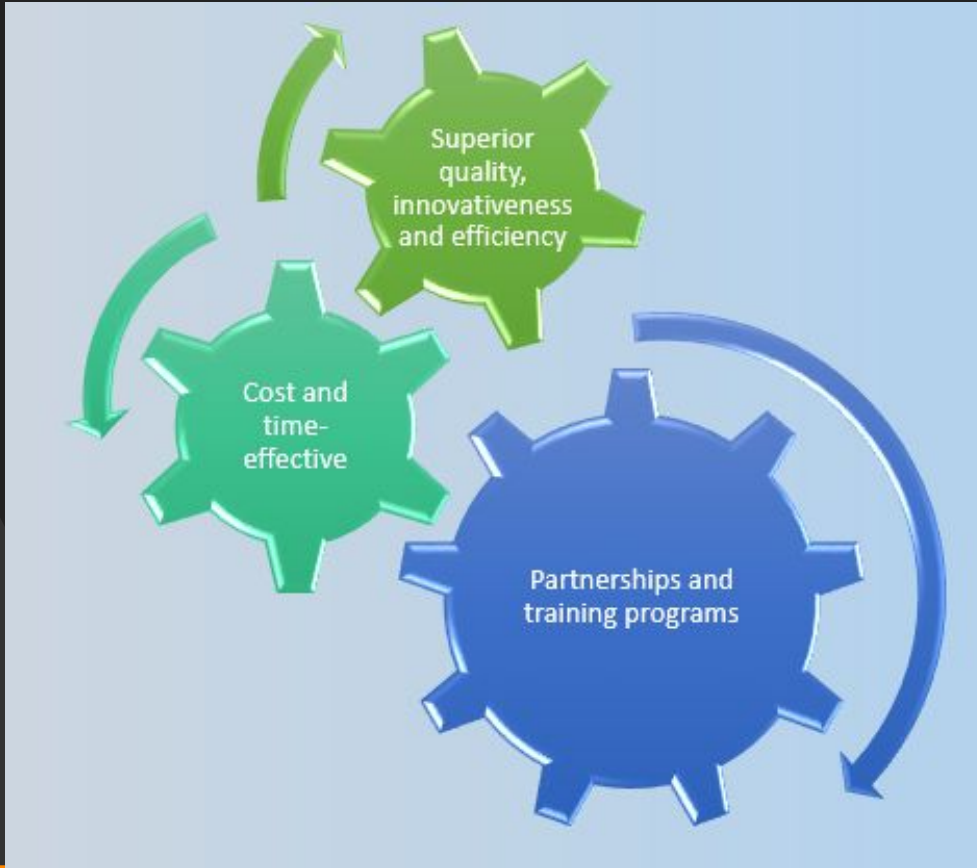 Superior
quality,
innovativeness
and efficiency
Cost and
time-
effective
Partnerships and
training programs